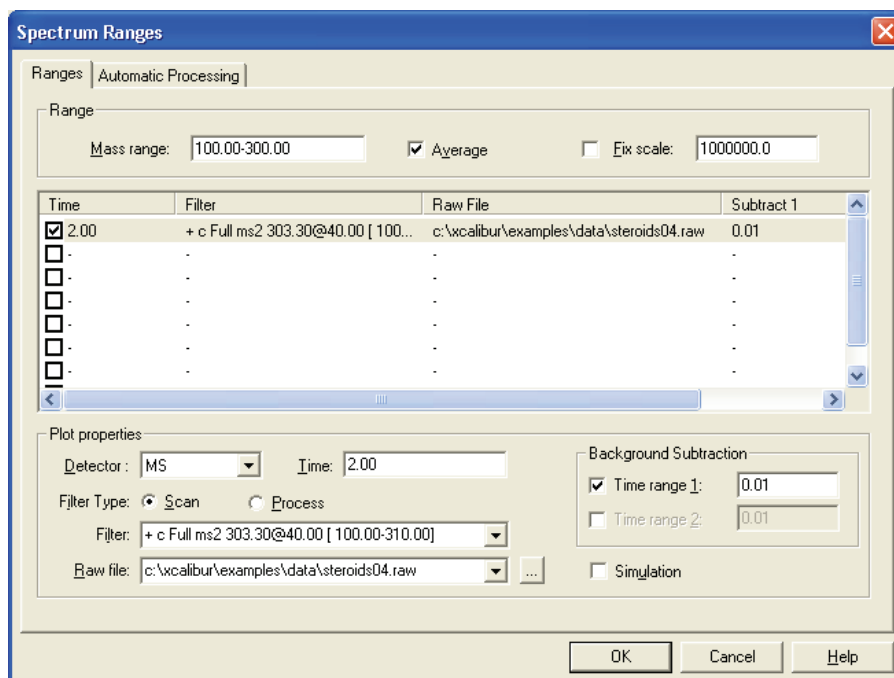 Spectrum Ranges
Ranges Automatic Processing
Range
Mass range: 100.00-300.00 Average Fix scale: 1000000.0
Time Filter Raw File Subtract 1
2.00 + c Full ms2 303.30@40.00 [ 100... c:\xcalibur\examples\data\steroids04.raw 0.01
- - - -
- - - -
- - - -
- - - -
- - - -
- - - -
Plot properties
Detector : MS Time: 2.00
Background Subtraction
Time range 1: 0.01
Filter Type: Scan Process
Time range 2: 0.01
Filter: + c Full ms2 303.30@40.00 [ 100.00-310.00]
Raw file: c:\xcalibur\examples\data\steroids04.raw ... Simulation
OK Cancel Help